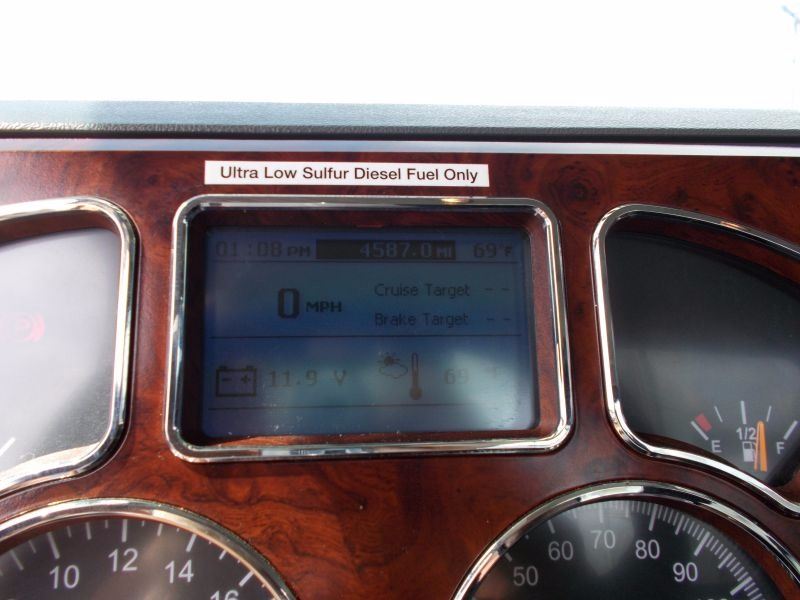 Ultra Low Sulfur Diesel Fuel Only
01:08 PM 4587.0 MI 69°F
0 MPH
Cruise Target - -
Brake Target - -
11.9 V 69 °F
E 1/2 F
10 12 14 16
50 60 70 80 90